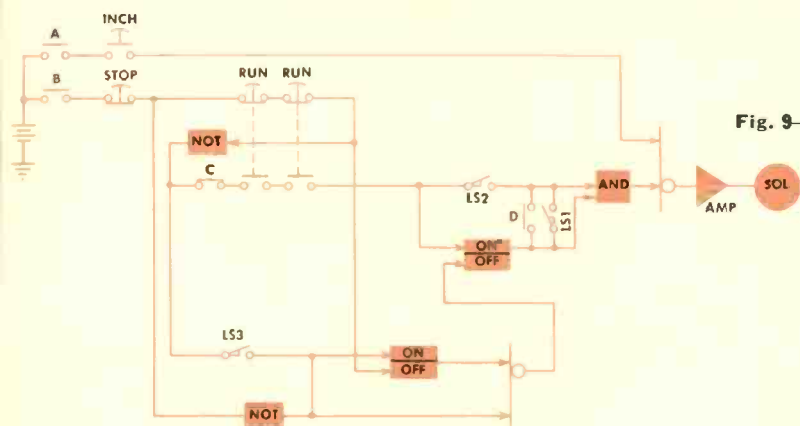 INCH
A
STOP
B
RUN RUN
Fig. 9-
NOT
C
LS2
AND
AMP
SOL
D
LS1
ON
OFF
LS3
ON
OFF
NOT